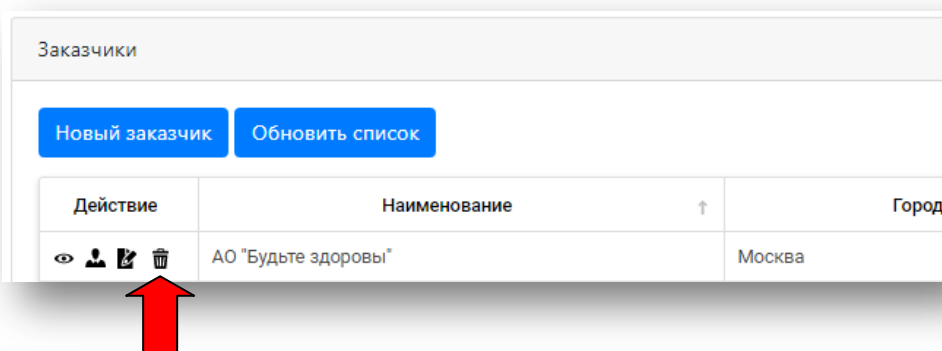 Заказчики
Новый заказчик Обновить список
Действие Наименование ↑ Город
АО "Будьте здоровы" Москва